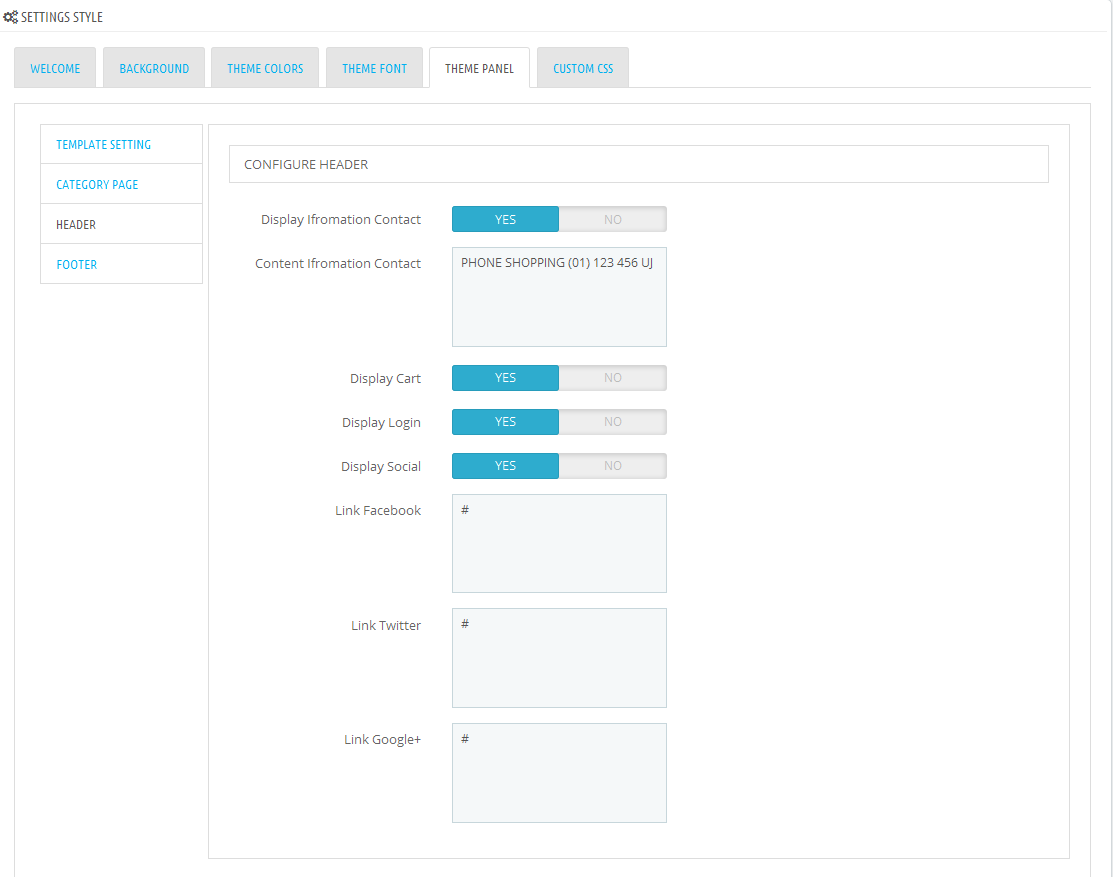 SETTINGS STYLE
WELCOME BACKGROUND THEME COLORS THEME FONT THEME PANEL CUSTOM CSS
TEMPLATE SETTING
CATEGORY PAGE
HEADER
FOOTER
CONFIGURE HEADER
Display Ifromation Contact YES NO
Content Ifromation Contact PHONE SHOPPING (01) 123 456 UJ
Display Cart YES NO
Display Login YES NO
Display Social YES NO
Link Facebook #
Link Twitter #
Link Google+ #